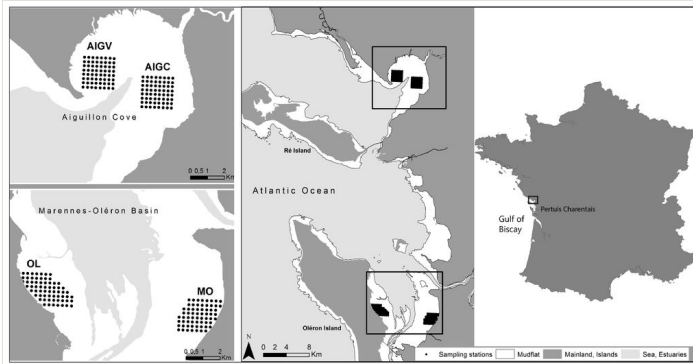 AIGV
AIGC
Aiguillon Cove
0 0,5 1 2
Km
Marennes-Oléron Basin
OL
MO
0 0,5 1 2
Km
Ré Island
Atlantic Ocean
Oléron Island
N
0 2 4 8
Km
Gulf of
Biscay
Pertuis Charentais
Sampling stations
Mudflat
Mainland, Islands
Sea, Estuaries